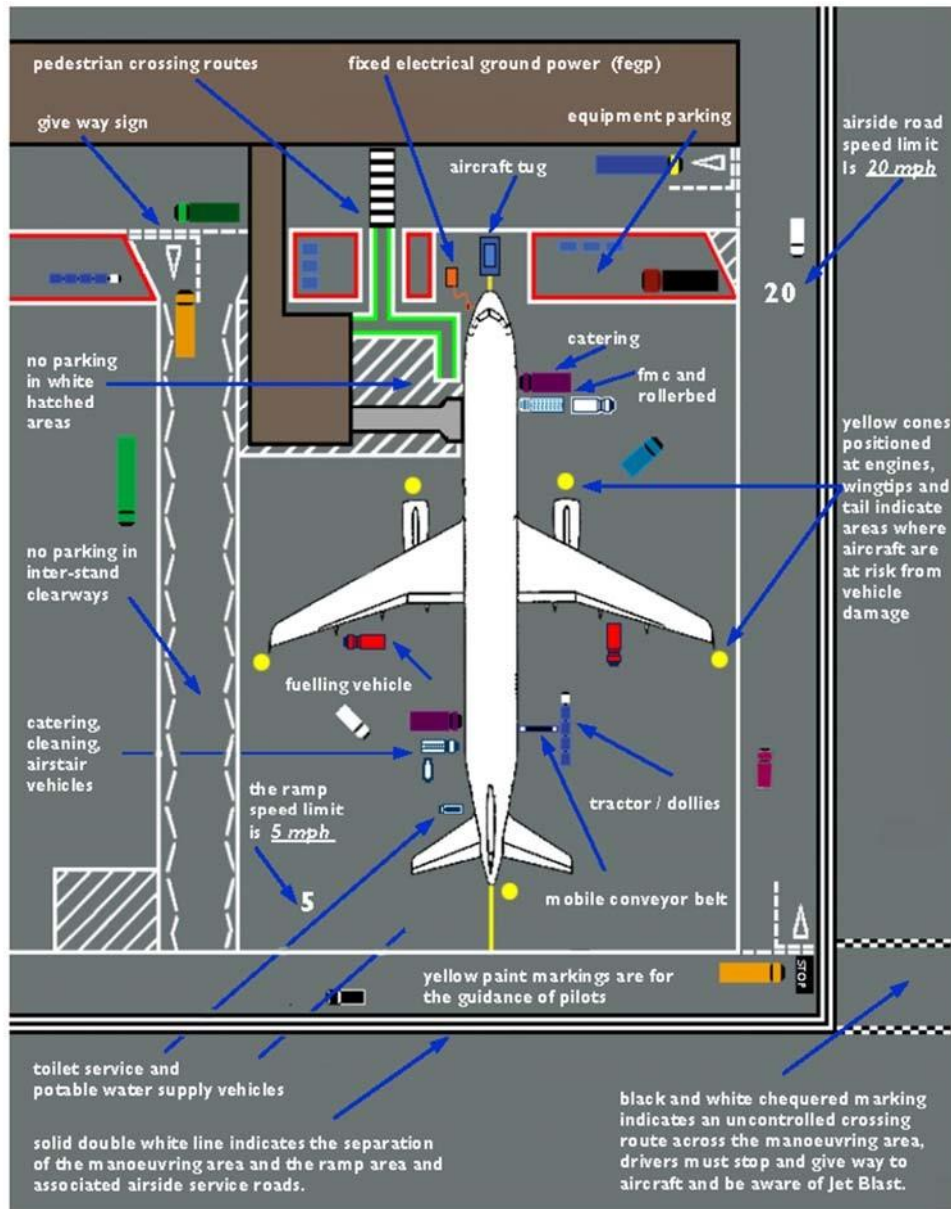 pedestrian crossing routes
fixed electrical ground power (fegp)
give way sign
equipment parking
airside road
speed limit
Is 20 mph
aircraft tug
20
catering
fmc and
rollerbed
no parking
in white
hatched
areas
yellow cones
positioned
at engines,
wingtips and
tail indicate
areas where
aircraft are
at risk from
vehicle
damage
no parking in
inter-stand
clearways
fuelling vehicle
catering,
cleaning,
airstair
vehicles
the ramp
speed limit
is 5 mph
tractor / dollies
mobile conveyor belt
5
yellow paint markings are for
the guidance of pilots
STOP
toilet service and
potable water supply vehicles
solid double white line indicates the separation
of the manoeuvring area and the ramp area and
associated airside service roads.
black and white chequered marking
indicates an uncontrolled crossing
route across the manoeuvring area,
drivers must stop and give way to
aircraft and be aware of Jet Blast.